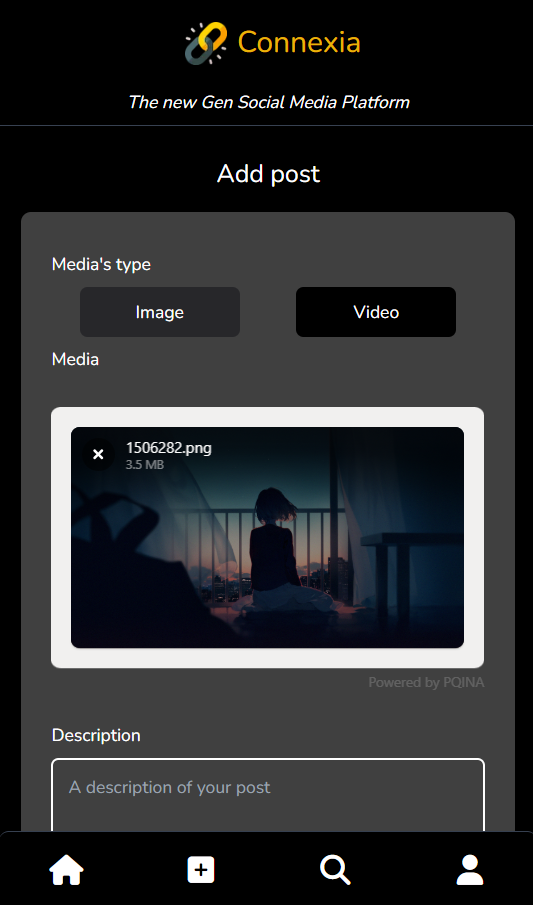 Connexia
The new Gen Social Media Platform
Add post
Media's type
Image
Video
Media
1506282.png
3.5 MB
Powered by PQINA
Description
A description of your post